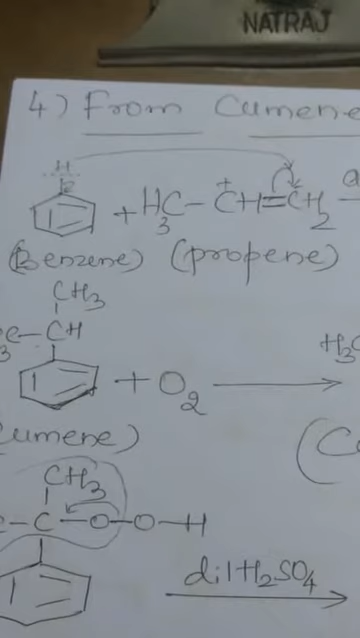 NATRAJ
4) From Cumene
H
+ H3C - CH = CH2
+
(Benzene) (propene)
CH3
CH
+ O2
H3C
(Cumene)
CH3
- C - O - O - H
dil H2SO4